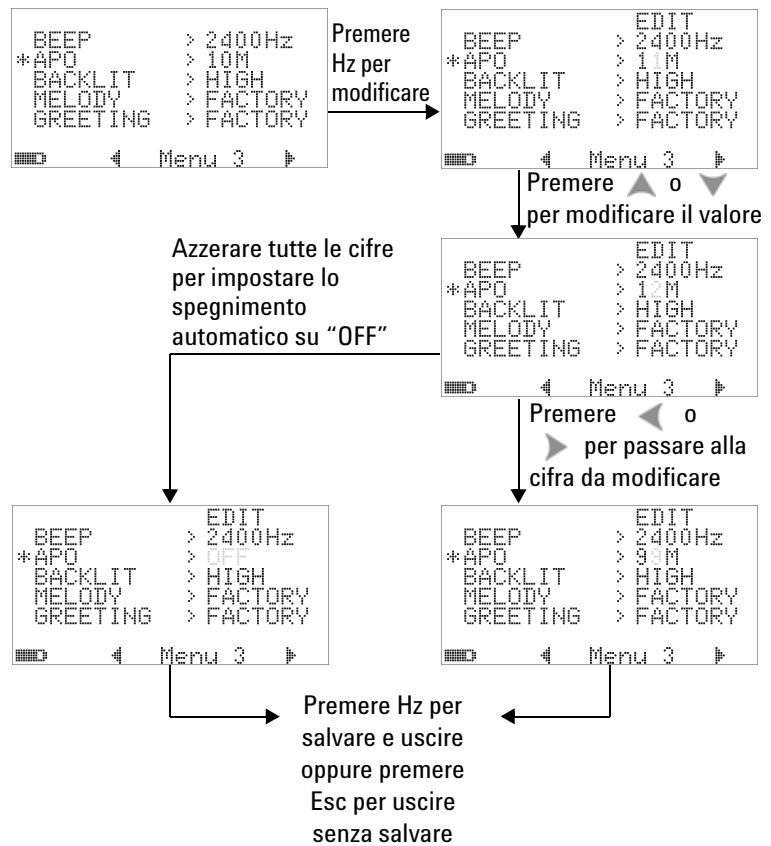 BEEP > 2400Hz
*APO > 10M
BACKLIT > HIGH
MELODY > FACTORY
GREETING > FACTORY
Menu 3
Premere
Hz per
modificare
EDIT
BEEP > 2400Hz
*APO > 11M
BACKLIT > HIGH
MELODY > FACTORY
GREETING > FACTORY
Menu 3
Premere o
per modificare il valore
Azzerare tutte le cifre
per impostare lo
spegnimento
automatico su “OFF”
EDIT
BEEP > 2400Hz
*APO > 12M
BACKLIT > HIGH
MELODY > FACTORY
GREETING > FACTORY
Menu 3
Premere o
per passare alla
cifra da modificare
EDIT
BEEP > 2400Hz
*APO > OFF
BACKLIT > HIGH
MELODY > FACTORY
GREETING > FACTORY
Menu 3
EDIT
BEEP > 2400Hz
*APO > 99M
BACKLIT > HIGH
MELODY > FACTORY
GREETING > FACTORY
Menu 3
Premere Hz per
salvare e uscire
oppure premere
Esc per uscire
senza salvare